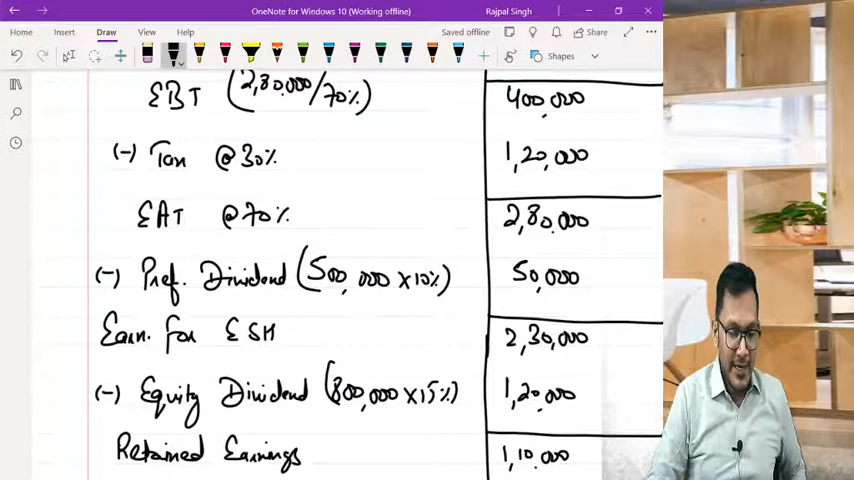 OneNote for Windows 10 (Working offline)
Rajpal Singh
Home Insert Draw View Help
Saved offline
Share
Shapes
EBT (2,80,000/70%) 400,000
(-) Tax @30% 1,20,000
EAT @70% 2,80,000
(-) Pref. Dividend (500,000 × 10%) 50,000
Earn. for ESH 2,30,000
(-) Equity Dividend (800,000 × 15%) 1,20,000
Retained Earnings 1,10,000